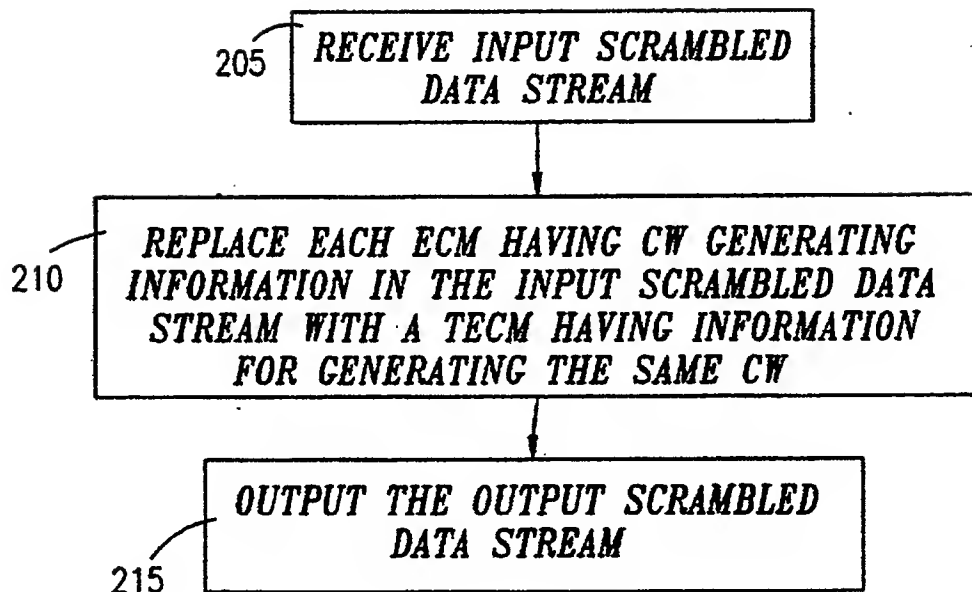 205
RECEIVE INPUT SCRAMBLED
DATA STREAM
210
REPLACE EACH ECM HAVING CW GENERATING
INFORMATION IN THE INPUT SCRAMBLED DATA
STREAM WITH A TECM HAVING INFORMATION
FOR GENERATING THE SAME CW
OUTPUT THE OUTPUT SCRAMBLED
DATA STREAM
215